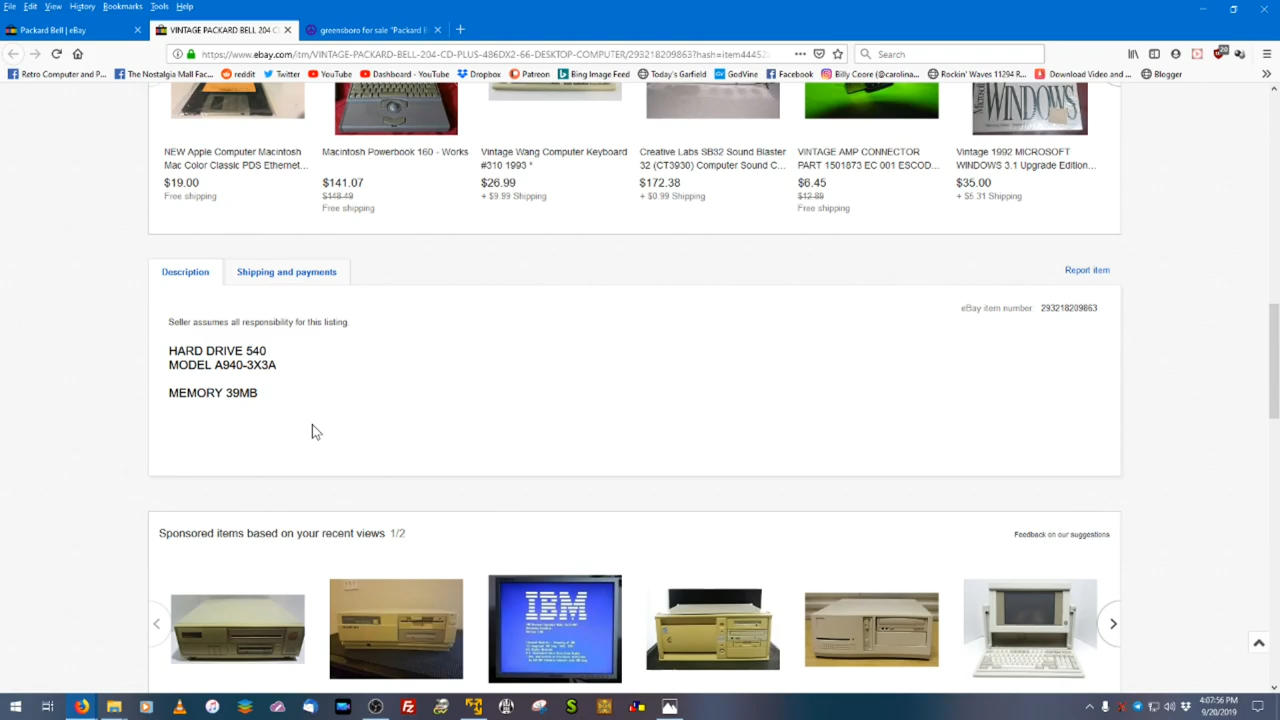 File Edit View History Bookmarks Tools Help
Packard Bell | eBay
VINTAGE PACKARD BELL 204 C
greensboro for sale "Packard B
https://www.ebay.com/itm/VINTAGE-PACKARD-BELL-204-CD-PLUS-486DX2-66-DESKTOP-COMPUTER/293218209863?hash=item4452
Search
Retro Computer and P...
The Nostalgia Mall Fac...
reddit
Twitter
YouTube
Dashboard - YouTube
Dropbox
Patreon
Bing Image Feed
Today's Garfield
GodVine
Facebook
Billy Coore (@carolina...
Rockin' Waves 11294 R...
Download Video and ...
Blogger
WINDOWS
NEW Apple Computer Macintosh
Mac Color Classic PDS Ethernet...
$19.00
Free shipping
Macintosh Powerbook 160 - Works
$141.07
$148.49
Free shipping
Vintage Wang Computer Keyboard
#310 1993 *
$26.99
+ $9.99 Shipping
Creative Labs SB32 Sound Blaster
32 (CT3930) Computer Sound C...
$172.38
+ $0.99 Shipping
VINTAGE AMP CONNECTOR
PART 1501873 EC 001 ESCOD...
$6.45
$12.89
Free shipping
Vintage 1992 MICROSOFT
WINDOWS 3.1 Upgrade Edition...
$35.00
+ $5.31 Shipping
Description
Shipping and payments
Report item
eBay item number: 293218209863
Seller assumes all responsibility for this listing.
HARD DRIVE 540
MODEL A940-3X3A
MEMORY 39MB
Sponsored items based on your recent views 1/2
Feedback on our suggestions
IBM
4:07:56 PM
9/20/2019